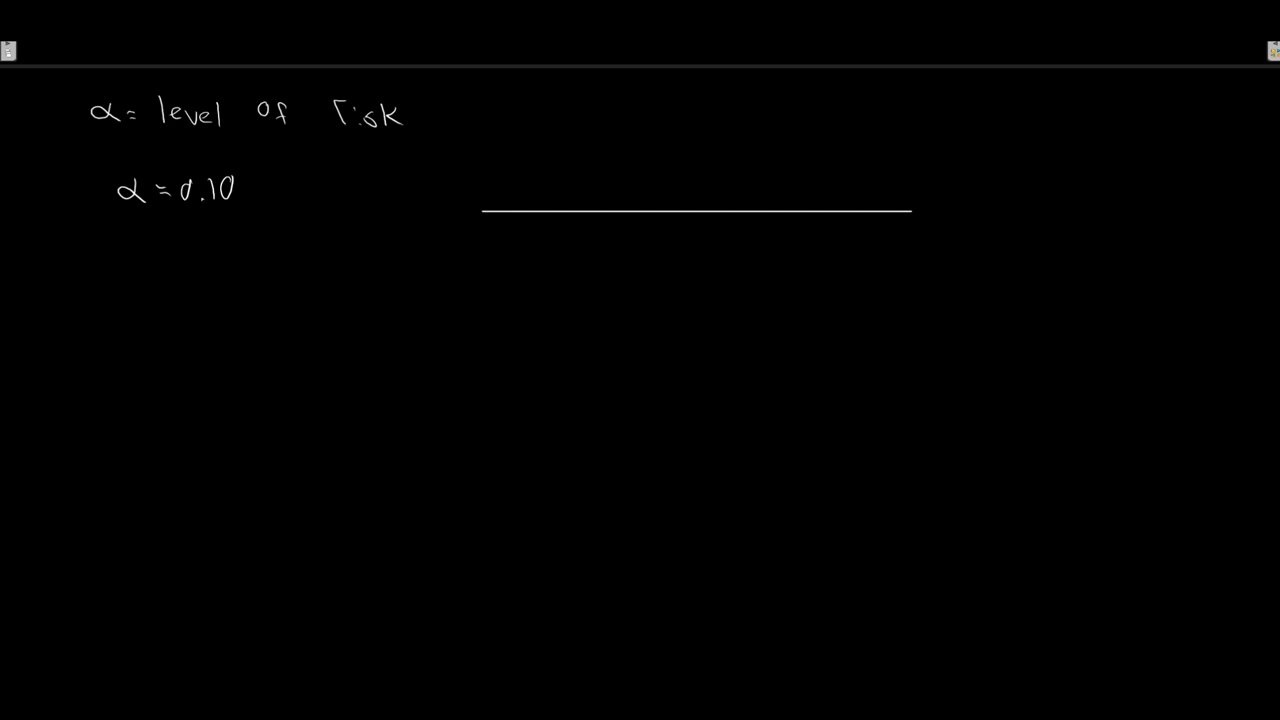 α = level of risk
α = 0.10